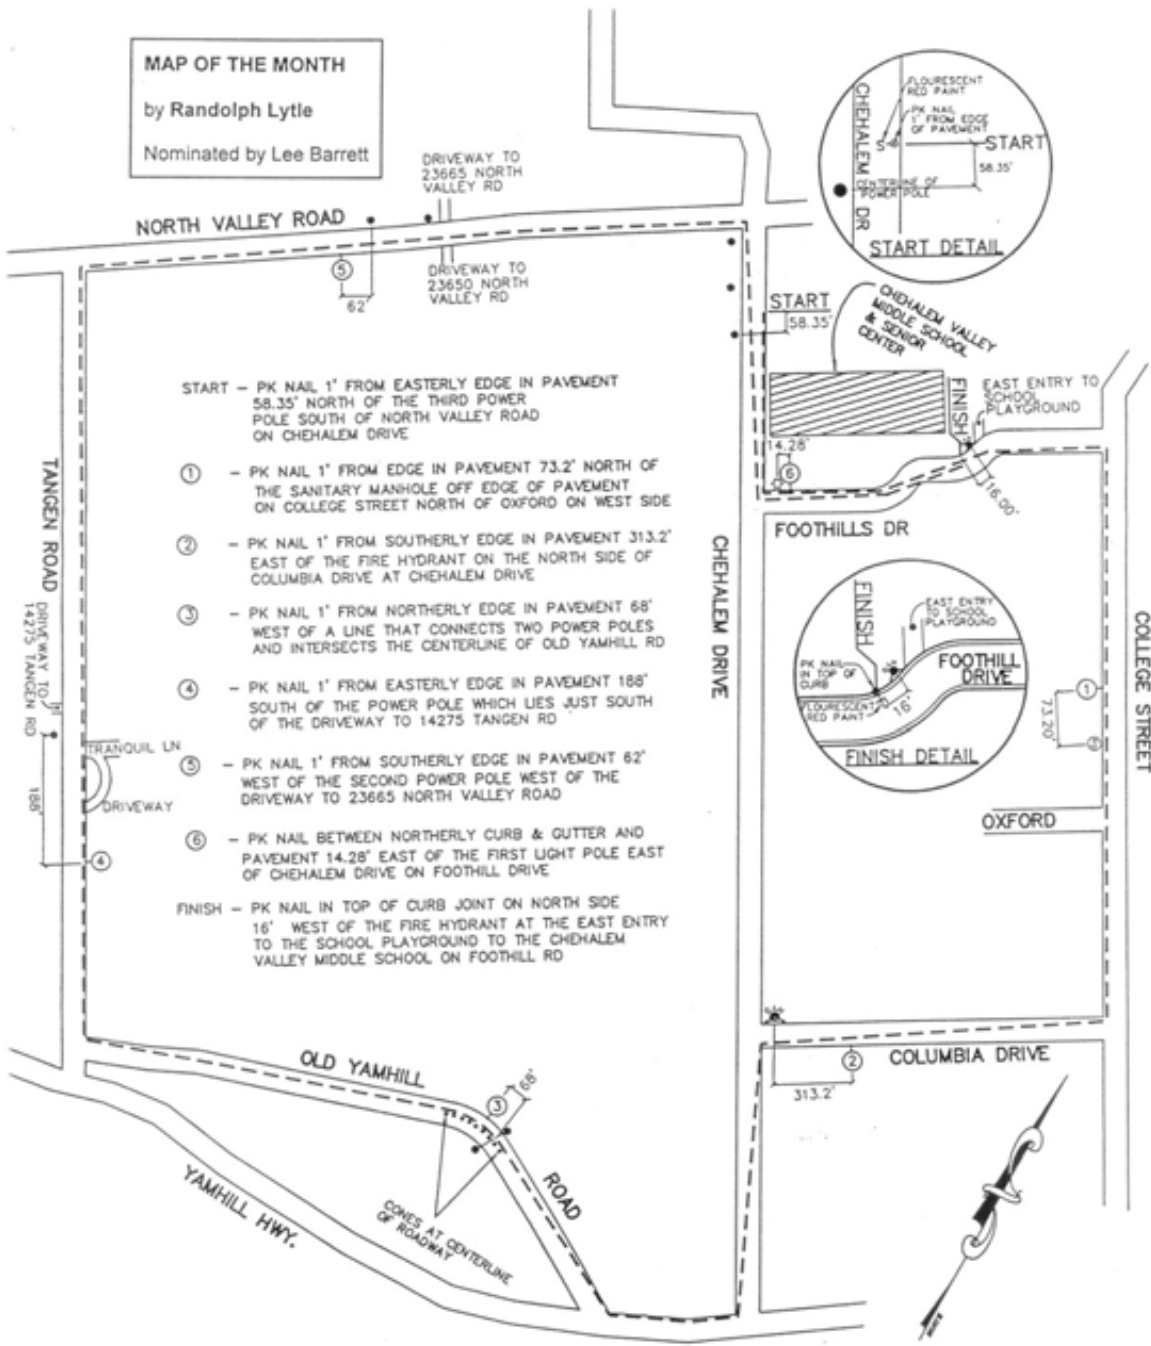 MAP OF THE MONTH
by Randolph Lytle
Nominated by Lee Barrett
DRIVEWAY TO
23665 NORTH
VALLEY RD
NORTH VALLEY ROAD
5
62'
DRIVEWAY TO
23650 NORTH
VALLEY RD
FLOURESCENT
RED PAINT
PK NAIL
1' FROM EDGE
OF PAVEMENT
CHEHALEM DR
S
START
58.35'
CENTERLINE OF
POWER POLE
START DETAIL
START
58.35'
CHEHALEM VALLEY
MIDDLE SCHOOL
& SENIOR
CENTER
FINISH
EAST ENTRY TO
SCHOOL
PLAYGROUND
14.28'
6
16.00'
FOOTHILLS DR
START – PK NAIL 1' FROM EASTERLY EDGE IN PAVEMENT
58.35' NORTH OF THE THIRD POWER
POLE SOUTH OF NORTH VALLEY ROAD
ON CHEHALEM DRIVE
1 – PK NAIL 1' FROM EDGE IN PAVEMENT 73.2' NORTH OF
THE SANITARY MANHOLE OFF EDGE OF PAVEMENT
ON COLLEGE STREET NORTH OF OXFORD ON WEST SIDE
2 – PK NAIL 1' FROM SOUTHERLY EDGE IN PAVEMENT 313.2'
EAST OF THE FIRE HYDRANT ON THE NORTH SIDE OF
COLUMBIA DRIVE AT CHEHALEM DRIVE
3 – PK NAIL 1' FROM NORTHERLY EDGE IN PAVEMENT 68'
WEST OF A LINE THAT CONNECTS TWO POWER POLES
AND INTERSECTS THE CENTERLINE OF OLD YAMHILL RD
4 – PK NAIL 1' FROM EASTERLY EDGE IN PAVEMENT 188'
SOUTH OF THE POWER POLE WHICH LIES JUST SOUTH
OF THE DRIVEWAY TO 14275 TANGEN RD
5 – PK NAIL 1' FROM SOUTHERLY EDGE IN PAVEMENT 62'
WEST OF THE SECOND POWER POLE WEST OF THE
DRIVEWAY TO 23665 NORTH VALLEY ROAD
6 – PK NAIL BETWEEN NORTHERLY CURB & GUTTER AND
PAVEMENT 14.28' EAST OF THE FIRST LIGHT POLE EAST
OF CHEHALEM DRIVE ON FOOTHILL DRIVE
FINISH – PK NAIL IN TOP OF CURB JOINT ON NORTH SIDE
16' WEST OF THE FIRE HYDRANT AT THE EAST ENTRY
TO THE SCHOOL PLAYGROUND TO THE CHEHALEM
VALLEY MIDDLE SCHOOL ON FOOTHILL RD
TANGEN ROAD
DRIVEWAY TO
14275 TANGEN RD
188'
TRANQUIL LN
DRIVEWAY
4
CHEHALEM DRIVE
FINISH
EAST ENTRY
TO SCHOOL
PLAYGROUND
PK NAIL
IN TOP OF
CURB
FOOTHILL
DRIVE
FLOURESCENT
RED PAINT
16'
FINISH DETAIL
1
73.20'
COLLEGE STREET
OXFORD
2
COLUMBIA DRIVE
313.2'
OLD YAMHILL
3
68'
ROAD
CONES AT CENTERLINE
OF ROADWAY
YAMHILL HWY.